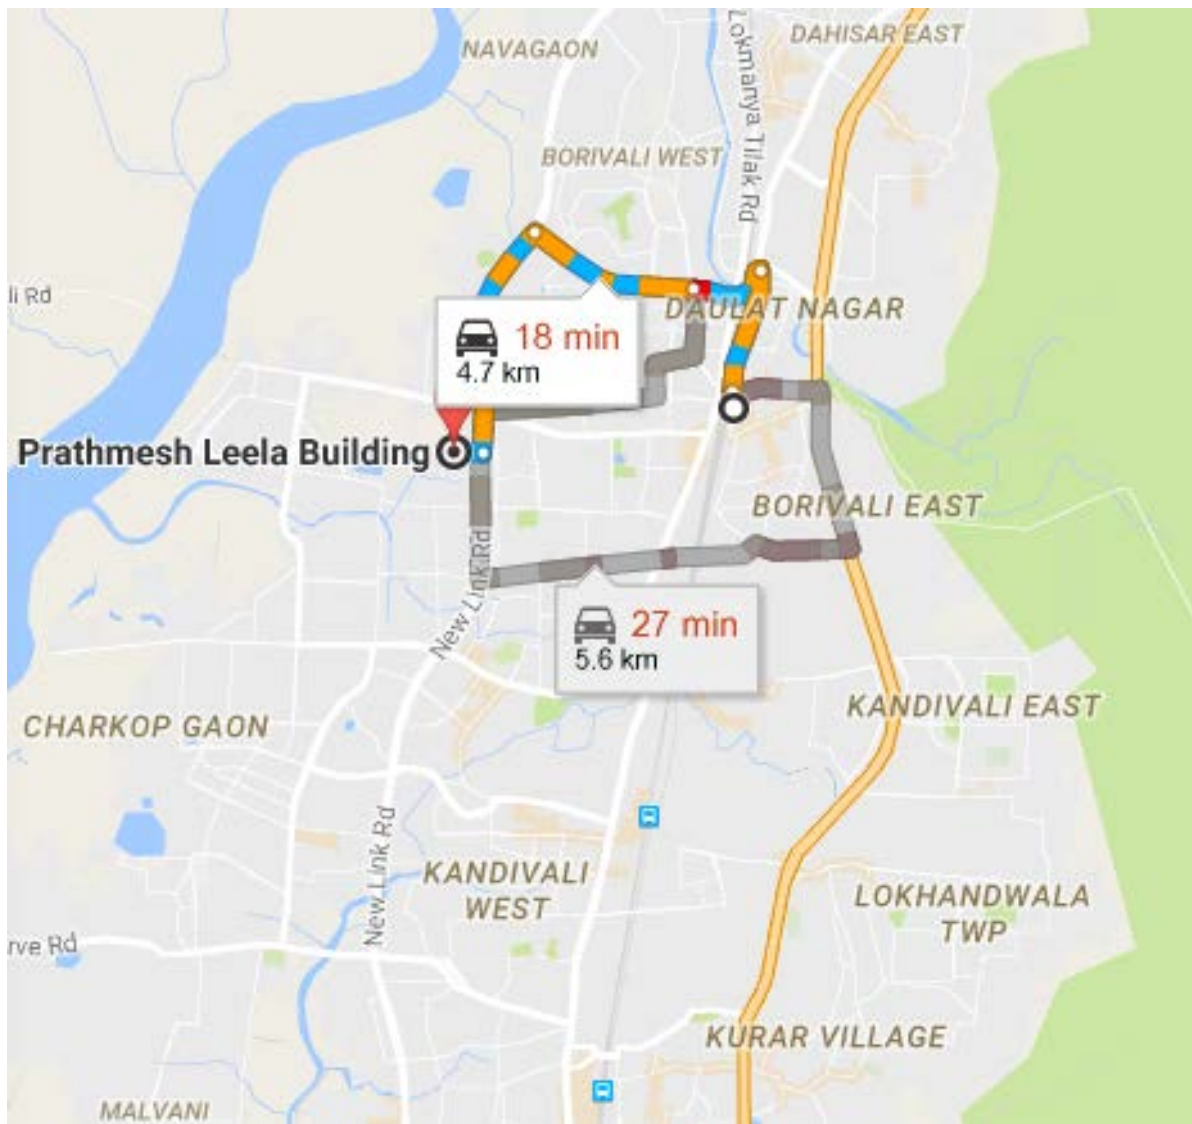 NAVAGAON
DAHISAR EAST
Lokmanya Tilak Rd
BORIVALI WEST
li Rd
DAULAT NAGAR
18 min
4.7 km
Prathmesh Leela Building
BORIVALI EAST
New Link Rd
27 min
5.6 km
CHARKOP GAON
KANDIVALI EAST
New Link Rd
KANDIVALI
WEST
LOKHANDWALA
TWP
rve Rd
KURAR VILLAGE
MALVANI